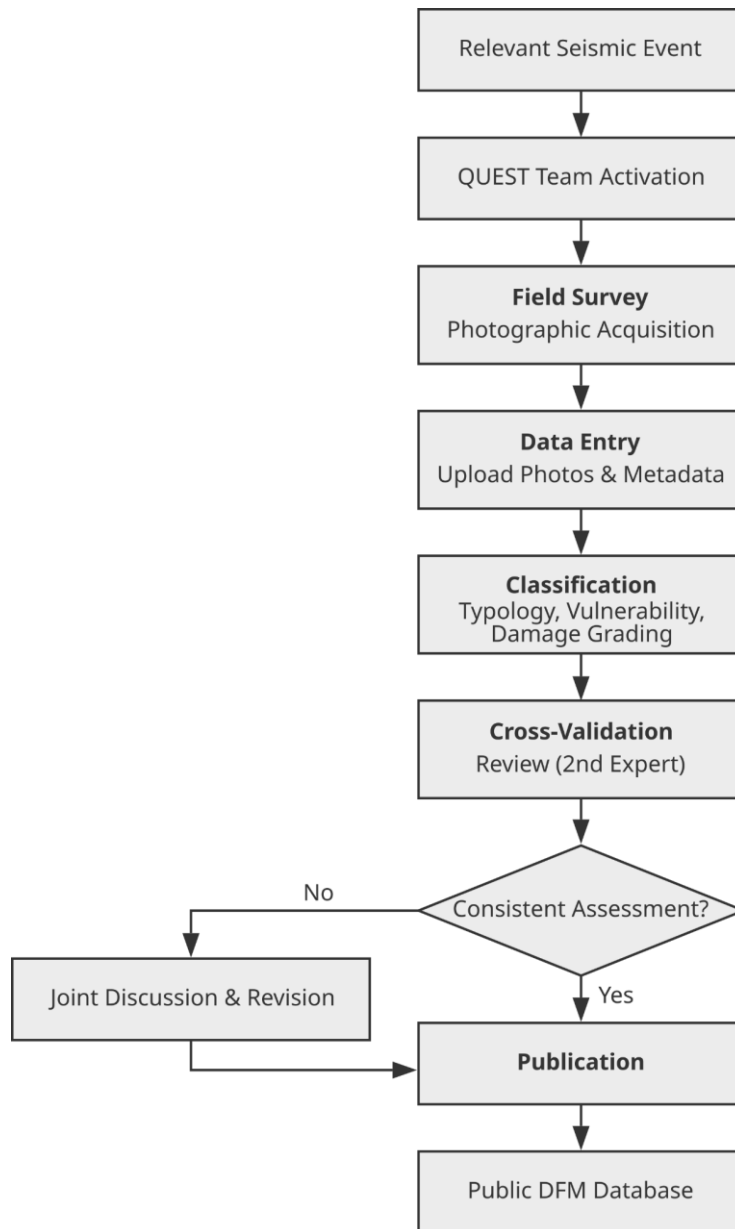 Relevant Seismic Event
QUEST Team Activation
Field Survey
Photographic Acquisition
Data Entry
Upload Photos & Metadata
Classification
Typology, Vulnerability,
Damage Grading
Cross-Validation
Review (2nd Expert)
Consistent Assessment?
No
Joint Discussion & Revision
Yes
Publication
Public DFM Database